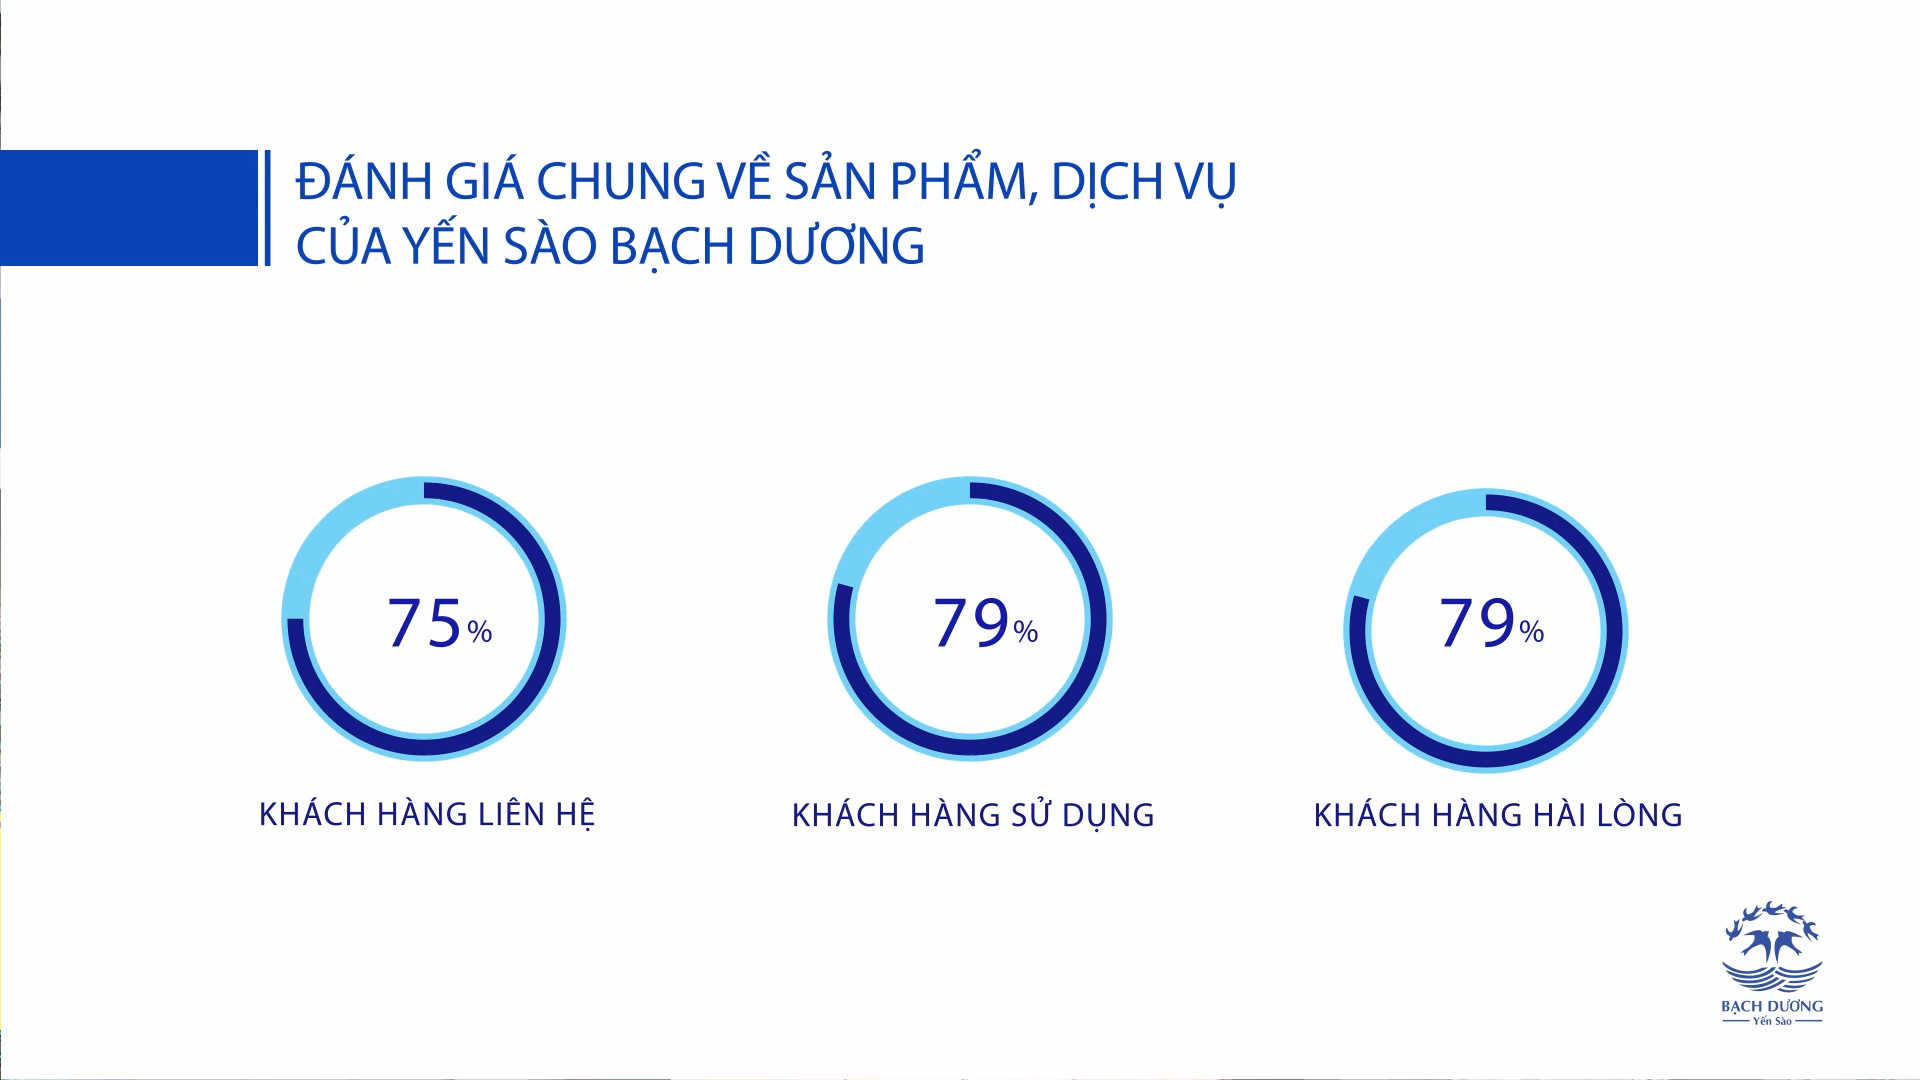 ĐÁNH GIÁ CHUNG VỀ SẢN PHẨM, DỊCH VỤ
CỦA YẾN SÀO BẠCH DƯƠNG
75%
79%
79%
KHÁCH HÀNG LIÊN HỆ
KHÁCH HÀNG SỬ DỤNG
KHÁCH HÀNG HÀI LÒNG
BẠCH DƯƠNG
Yến Sào